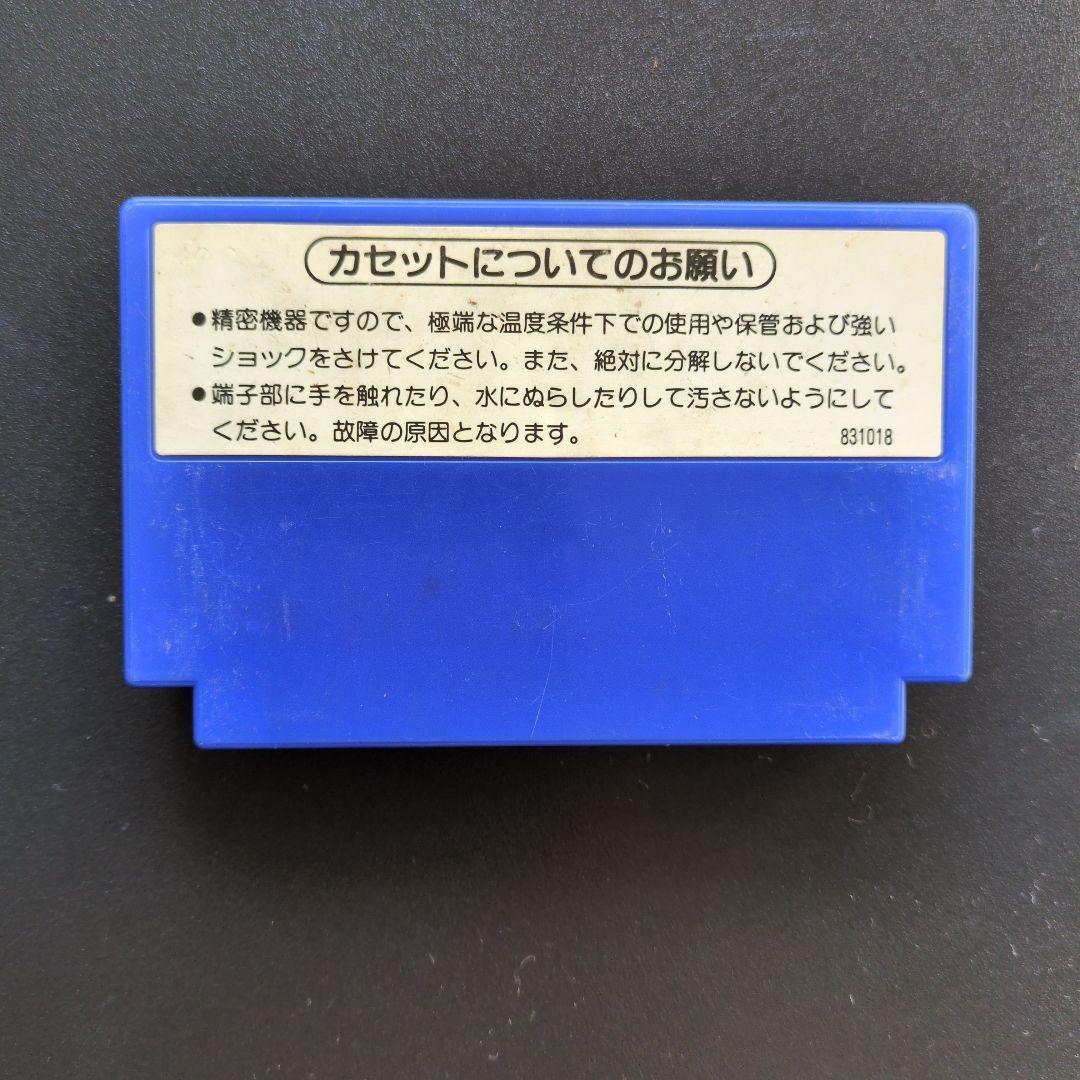 カセットについてのお願い
●精密機器ですので、極端な温度条件下での使用や保管および強い
ショックをさけてください。また、絶対に分解しないでください。
●端子部に手を触れたり、水にぬらしたりして汚さないようにして
ください。故障の原因となります。 831018